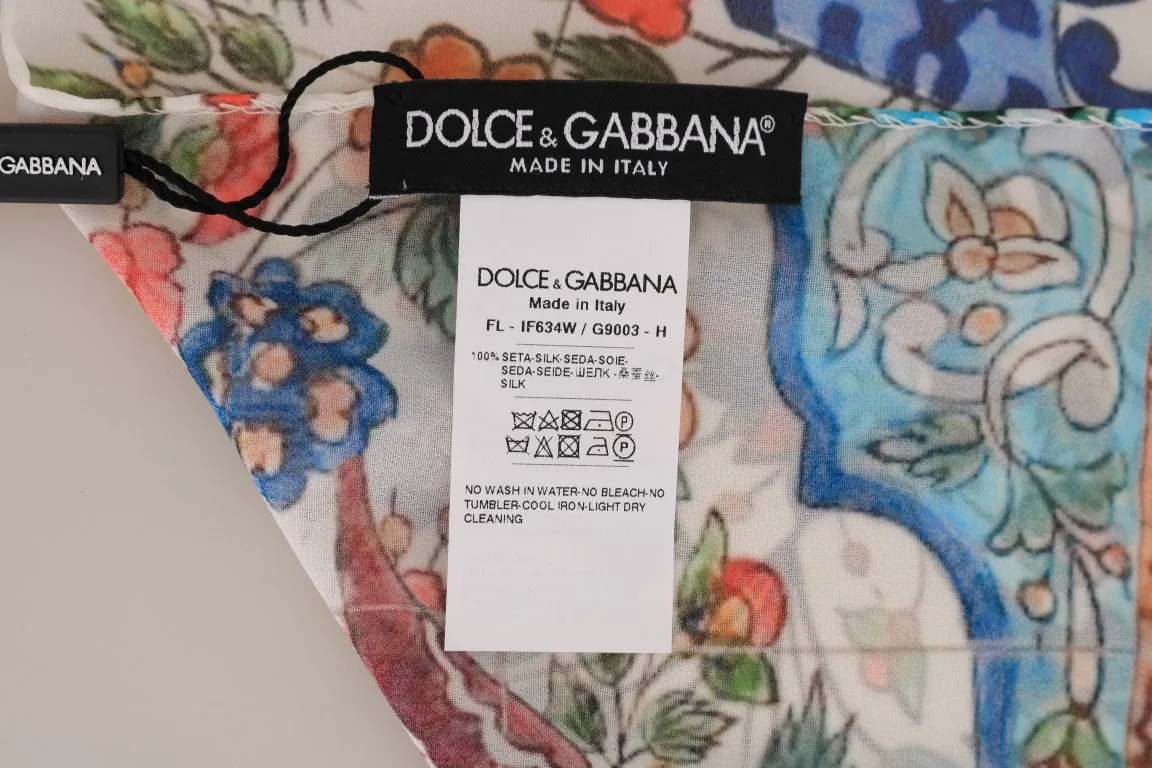 DOLCE & GABBANA®
MADE IN ITALY
GABBANA
DOLCE & GABBANA
Made in Italy
FL - IF634W / G9003 - H
100% SETA-SILK-SEDA-SOIE-
SEDA-SEIDE-ШЕЛК-桑蚕丝-
SILK
P
P
NO WASH IN WATER-NO BLEACH-NO
TUMBLER-COOL IRON-LIGHT DRY
CLEANING